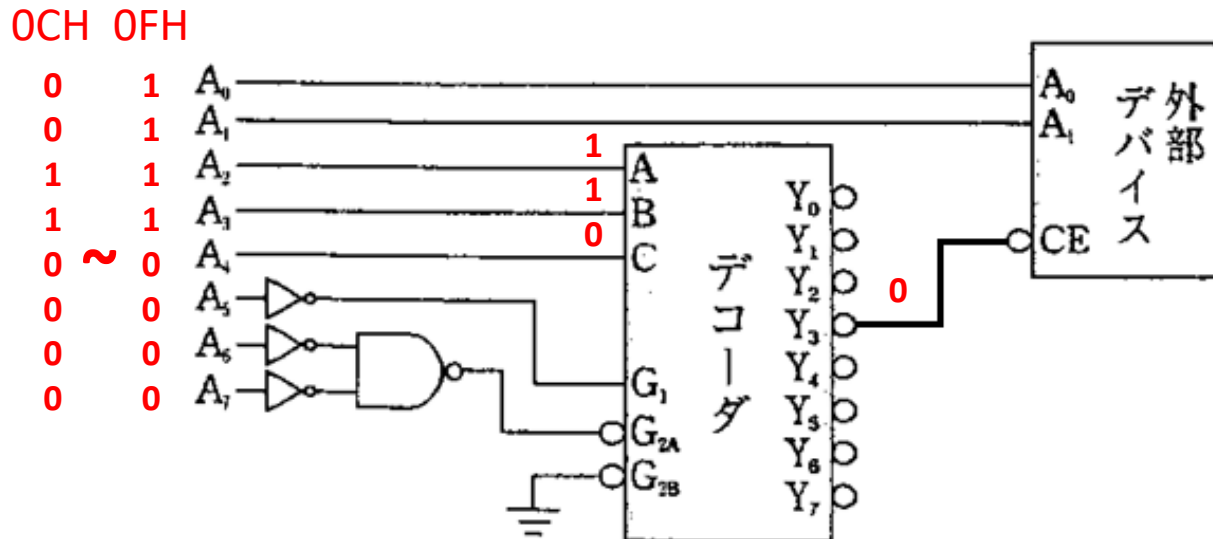 0CH 0FH
0 1 A₀ A₀
0 1 A₁ A₁
1 1 A₂ 1 A
1 1 A₃ 1 B
0 ~ 0 A₄ 0 C
0 0 A₅
0 0 A₆
0 0 A₇
G₁
G₂A
G₂B
デコーダ
Y₀
Y₁
Y₂
Y₃ 0
Y₄
Y₅
Y₆
Y₇
CE
外部
デバイス